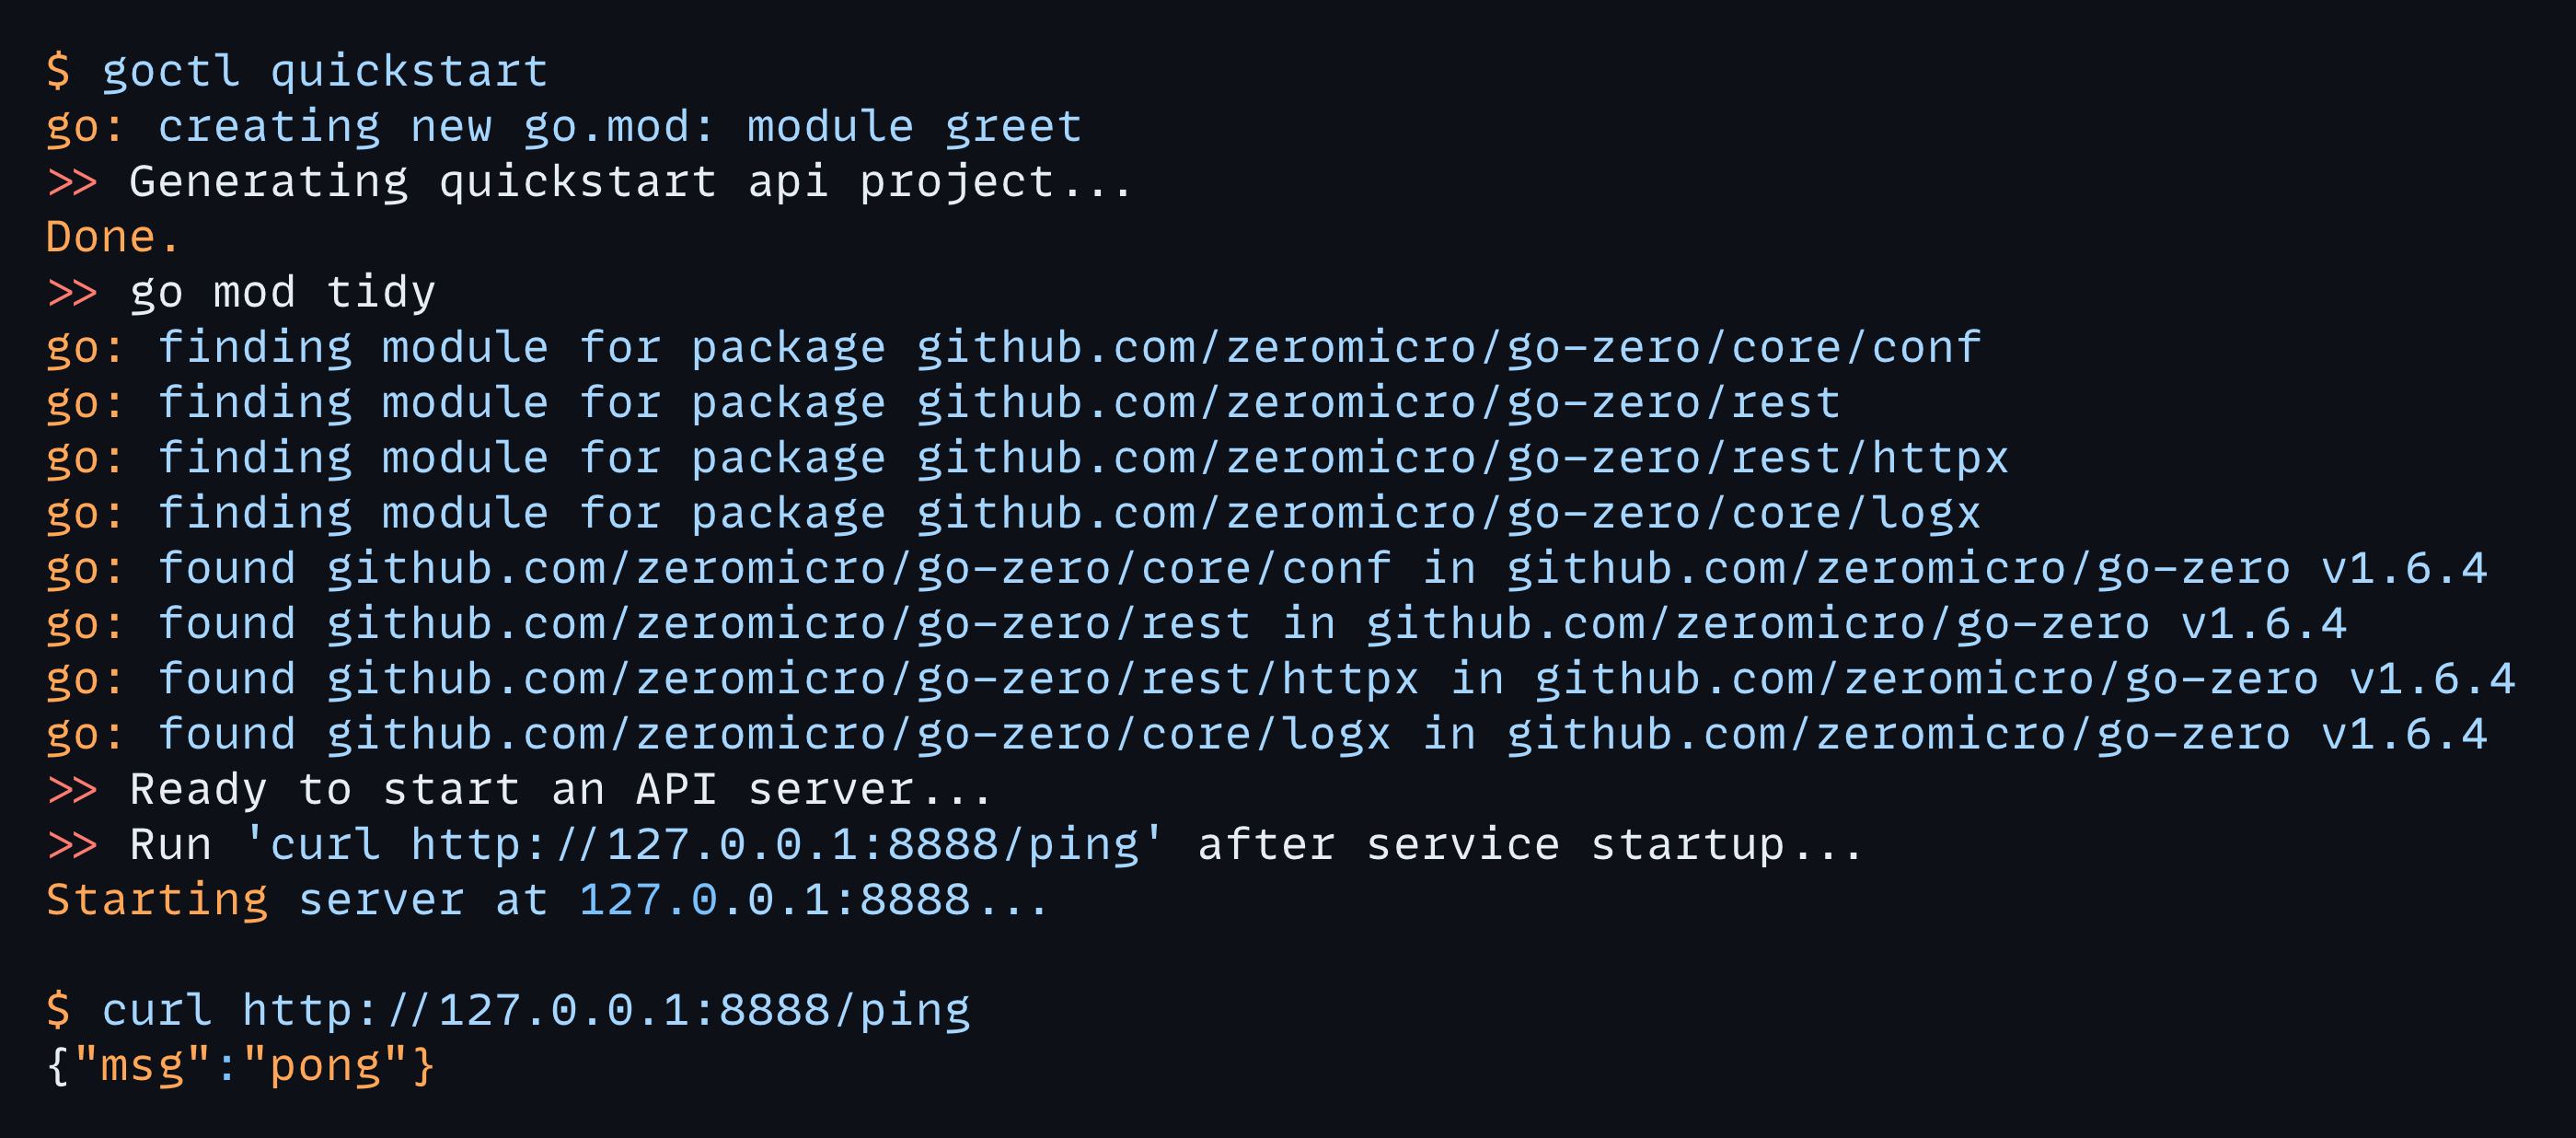 $ goctl quickstart
go: creating new go.mod: module greet
>> Generating quickstart api project...
Done.
>> go mod tidy
go: finding module for package github.com/zeromicro/go-zero/core/conf
go: finding module for package github.com/zeromicro/go-zero/rest
go: finding module for package github.com/zeromicro/go-zero/rest/httpx
go: finding module for package github.com/zeromicro/go-zero/core/logx
go: found github.com/zeromicro/go-zero/core/conf in github.com/zeromicro/go-zero v1.6.4
go: found github.com/zeromicro/go-zero/rest in github.com/zeromicro/go-zero v1.6.4
go: found github.com/zeromicro/go-zero/rest/httpx in github.com/zeromicro/go-zero v1.6.4
go: found github.com/zeromicro/go-zero/core/logx in github.com/zeromicro/go-zero v1.6.4
>> Ready to start an API server...
>> Run 'curl http://127.0.0.1:8888/ping' after service startup...
Starting server at 127.0.0.1:8888...
$ curl http://127.0.0.1:8888/ping
{"msg":"pong"}